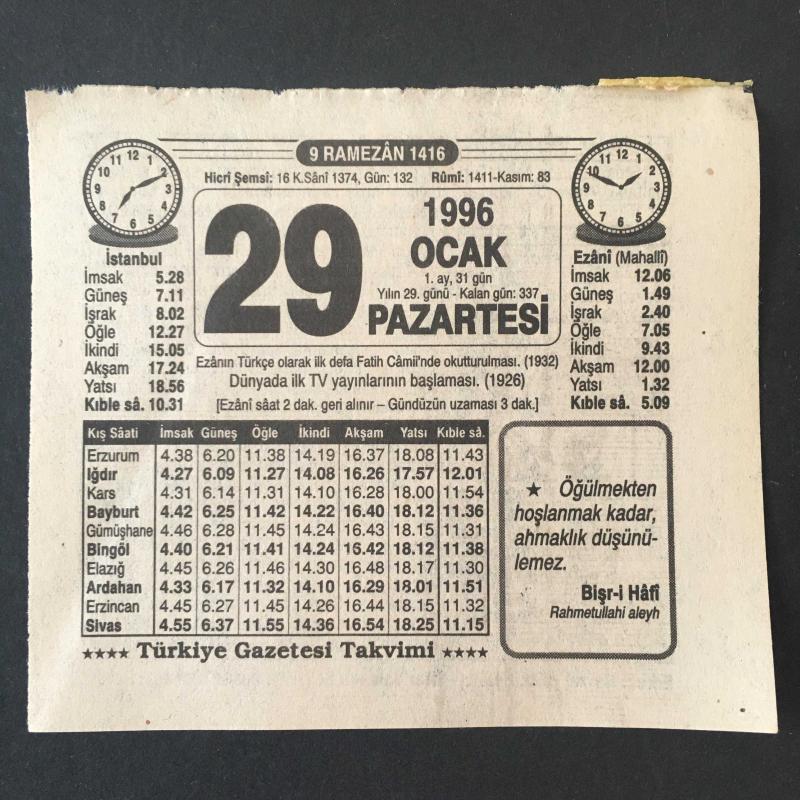 9 RAMEZÂN 1416
Hicrî Şemsî: 16 K.Sânî 1374, Gün: 132 Rûmî: 1411-Kasım: 83
11 12 1
10 2
9 3
8 4
7 6 5
İstanbul
İmsak 5.28
Güneş 7.11
İşrak 8.02
Öğle 12.27
İkindi 15.05
Akşam 17.24
Yatsı 18.56
Kıble sâ. 10.31
29
1996
OCAK
1. ay, 31 gün
Yılın 29. günü - Kalan gün: 337
PAZARTESİ
11 12 1
10 2
9 3
8 4
7 6 5
Ezânî (Mahallî)
İmsak 12.06
Güneş 1.49
İşrak 2.40
Öğle 7.05
İkindi 9.43
Akşam 12.00
Yatsı 1.32
Kıble sâ. 5.09
Ezânın Türkçe olarak ilk defa Fatih Câmii'nde okutturulması. (1932)
Dünyada ilk TV yayınlarının başlaması. (1926)
[Ezânî sâat 2 dak. geri alınır – Gündüzün uzaması 3 dak.]
Kış Sâati İmsak Güneş Öğle İkindi Akşam Yatsı Kıble sâ.
Erzurum 4.38 6.20 11.38 14.19 16.37 18.08 11.43
Iğdır 4.27 6.09 11.27 14.08 16.26 17.57 12.01
Kars 4.31 6.14 11.31 14.10 16.28 18.00 11.54
Bayburt 4.42 6.25 11.42 14.22 16.40 18.12 11.36
Gümüşhane 4.46 6.28 11.45 14.24 16.43 18.15 11.31
Bingöl 4.40 6.21 11.41 14.24 16.42 18.12 11.38
Elazığ 4.45 6.26 11.46 14.30 16.48 18.17 11.30
Ardahan 4.33 6.17 11.32 14.10 16.29 18.01 11.51
Erzincan 4.45 6.27 11.45 14.26 16.44 18.15 11.32
Sivas 4.55 6.37 11.55 14.36 16.54 18.25 11.15
★★★★ Türkiye Gazetesi Takvimi ★★★★
★ Öğülmekten
hoşlanmak kadar,
ahmaklık düşünü-
lemez.
Bişr-i Hâfî
Rahmetullahi aleyh